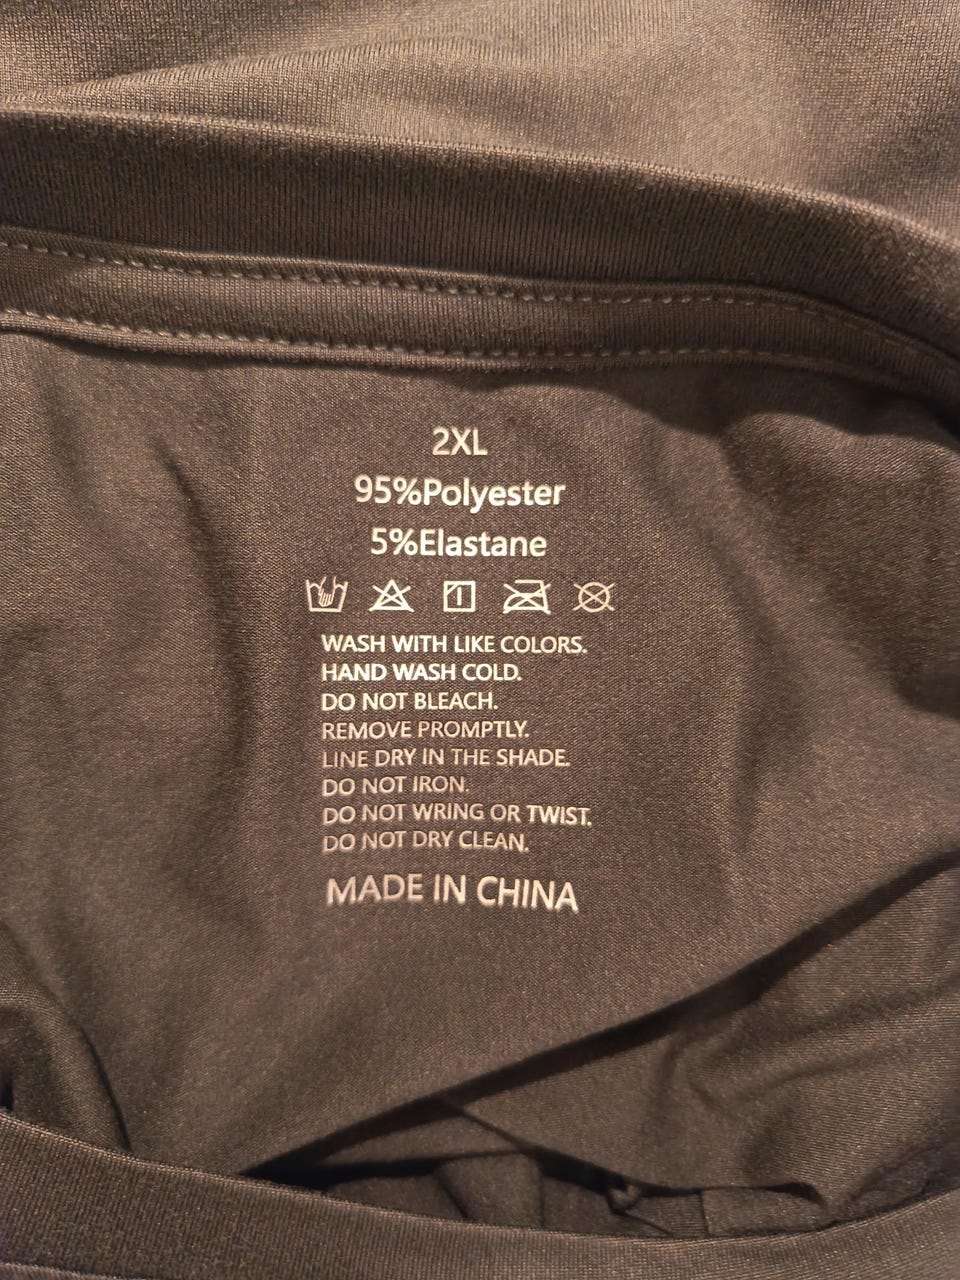 2XL
95%Polyester
5%Elastane
WASH WITH LIKE COLORS.
HAND WASH COLD.
DO NOT BLEACH.
REMOVE PROMPTLY.
LINE DRY IN THE SHADE.
DO NOT IRON.
DO NOT WRING OR TWIST.
DO NOT DRY CLEAN.
MADE IN CHINA